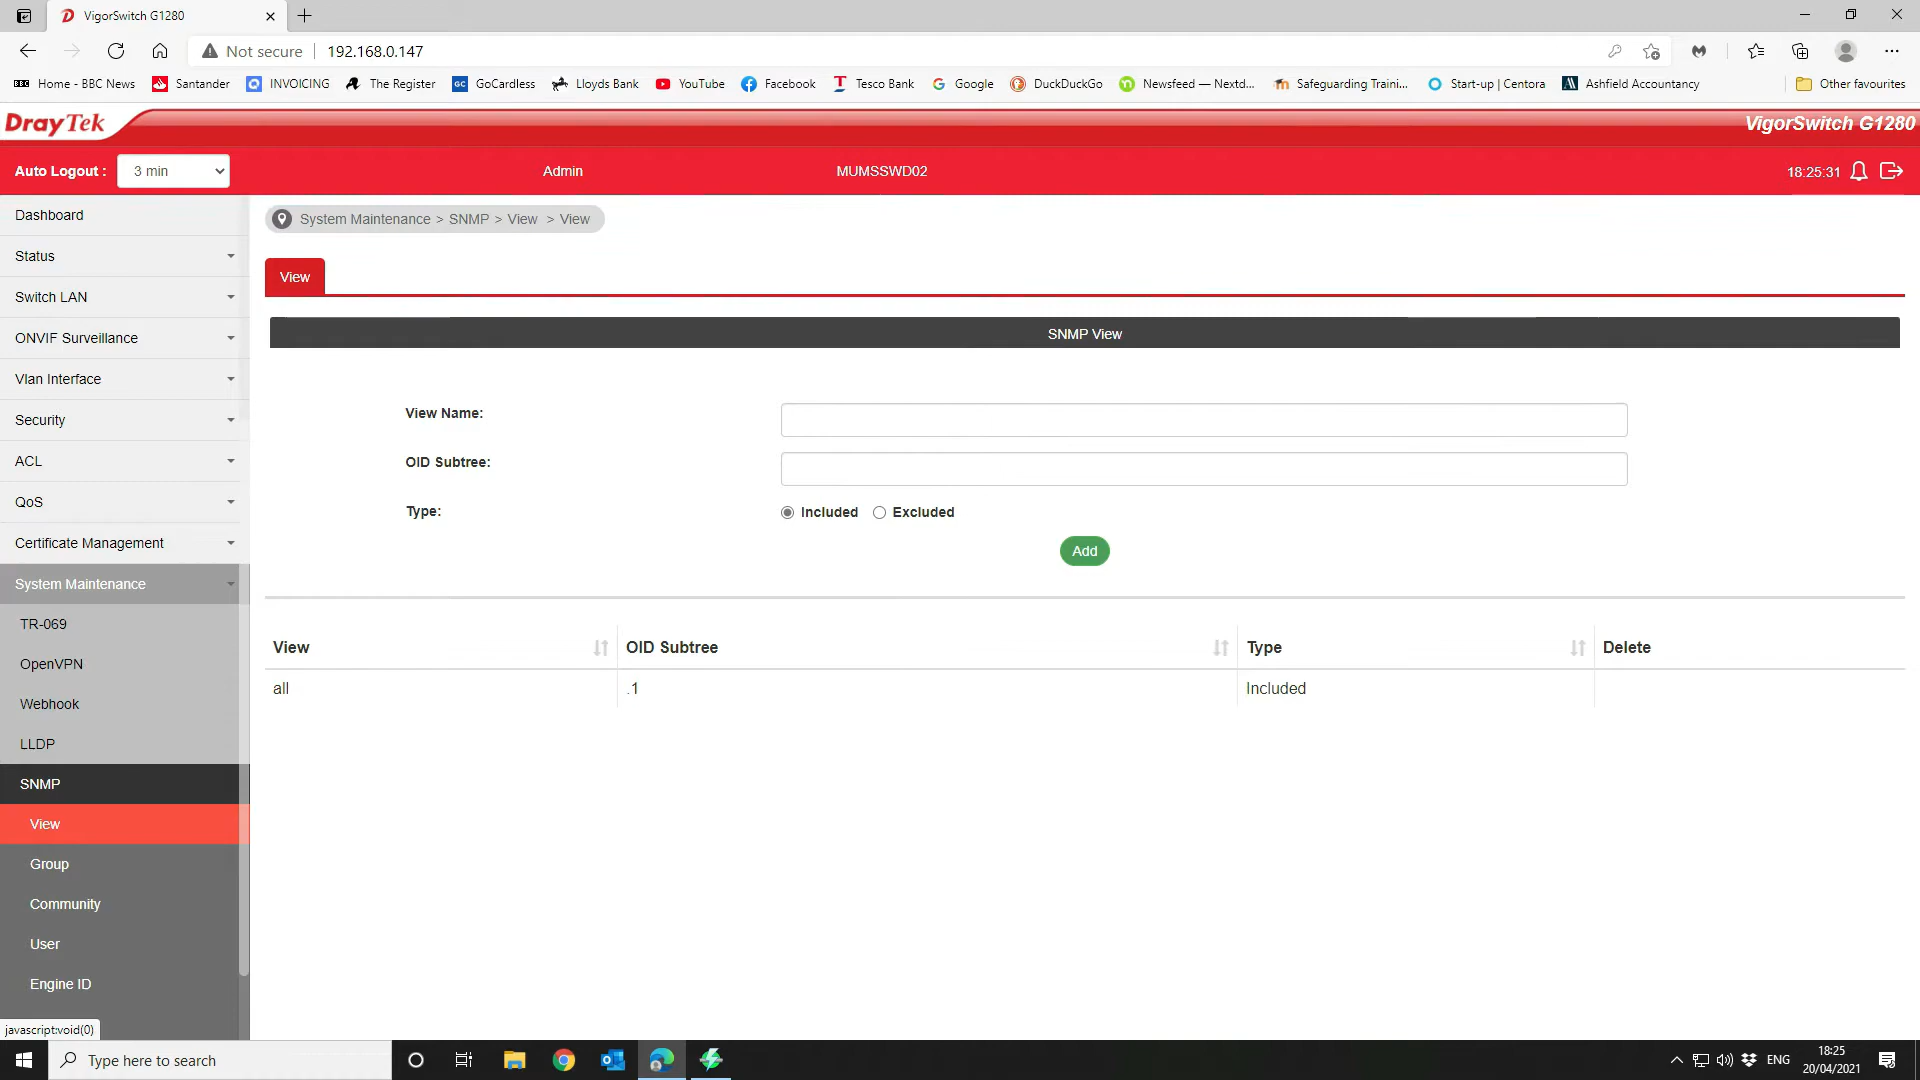 VigorSwitch G1280
Not secure
192.168.0.147
Home - BBC News
Santander
INVOICING
The Register
GoCardless
Lloyds Bank
YouTube
Facebook
Tesco Bank
Google
DuckDuckGo
Newsfeed — Nextd...
Safeguarding Traini...
Start-up | Centora
Ashfield Accountancy
Other favourites
DrayTek
VigorSwitch G1280
Auto Logout :
3 min
Admin
MUMSSWD02
18:25:31
Dashboard
Status
Switch LAN
ONVIF Surveillance
Vlan Interface
Security
ACL
QoS
Certificate Management
System Maintenance
TR-069
OpenVPN
Webhook
LLDP
SNMP
View
Group
Community
User
Engine ID
javascript:void(0)
System Maintenance > SNMP > View > View
View
SNMP View
View Name:
OID Subtree:
Type:
Included
Excluded
Add
View
OID Subtree
Type
Delete
all
.1
Included
Type here to search
ENG
18:25
20/04/2021